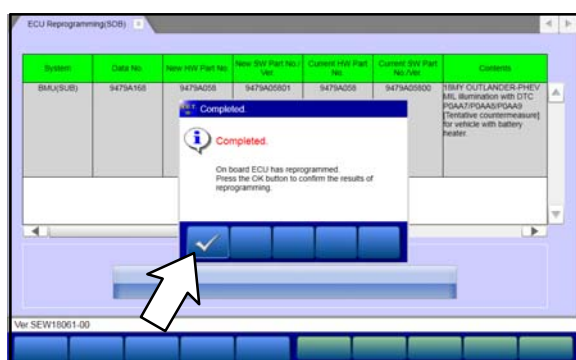 ECU Reprogramming(SDB)
System Data No. New HW Part No. New SW Part No./ Ver. Current HW Part No. Current SW Part No./Ver. Contents
BMU(SUB) 9479A168 9479A058 9479A05801 9479A058 9479A05800 18MY OUTLANDER-PHEV
MIL illumination with DTC
P0AA7/P0AA8/P0AA9
[Tentative countermeasure]
for vehicle with battery
heater.
Completed.
Completed.
On board ECU has reprogrammed.
Press the OK button to confirm the results of
reprogramming.
Ver.SEW18061-00